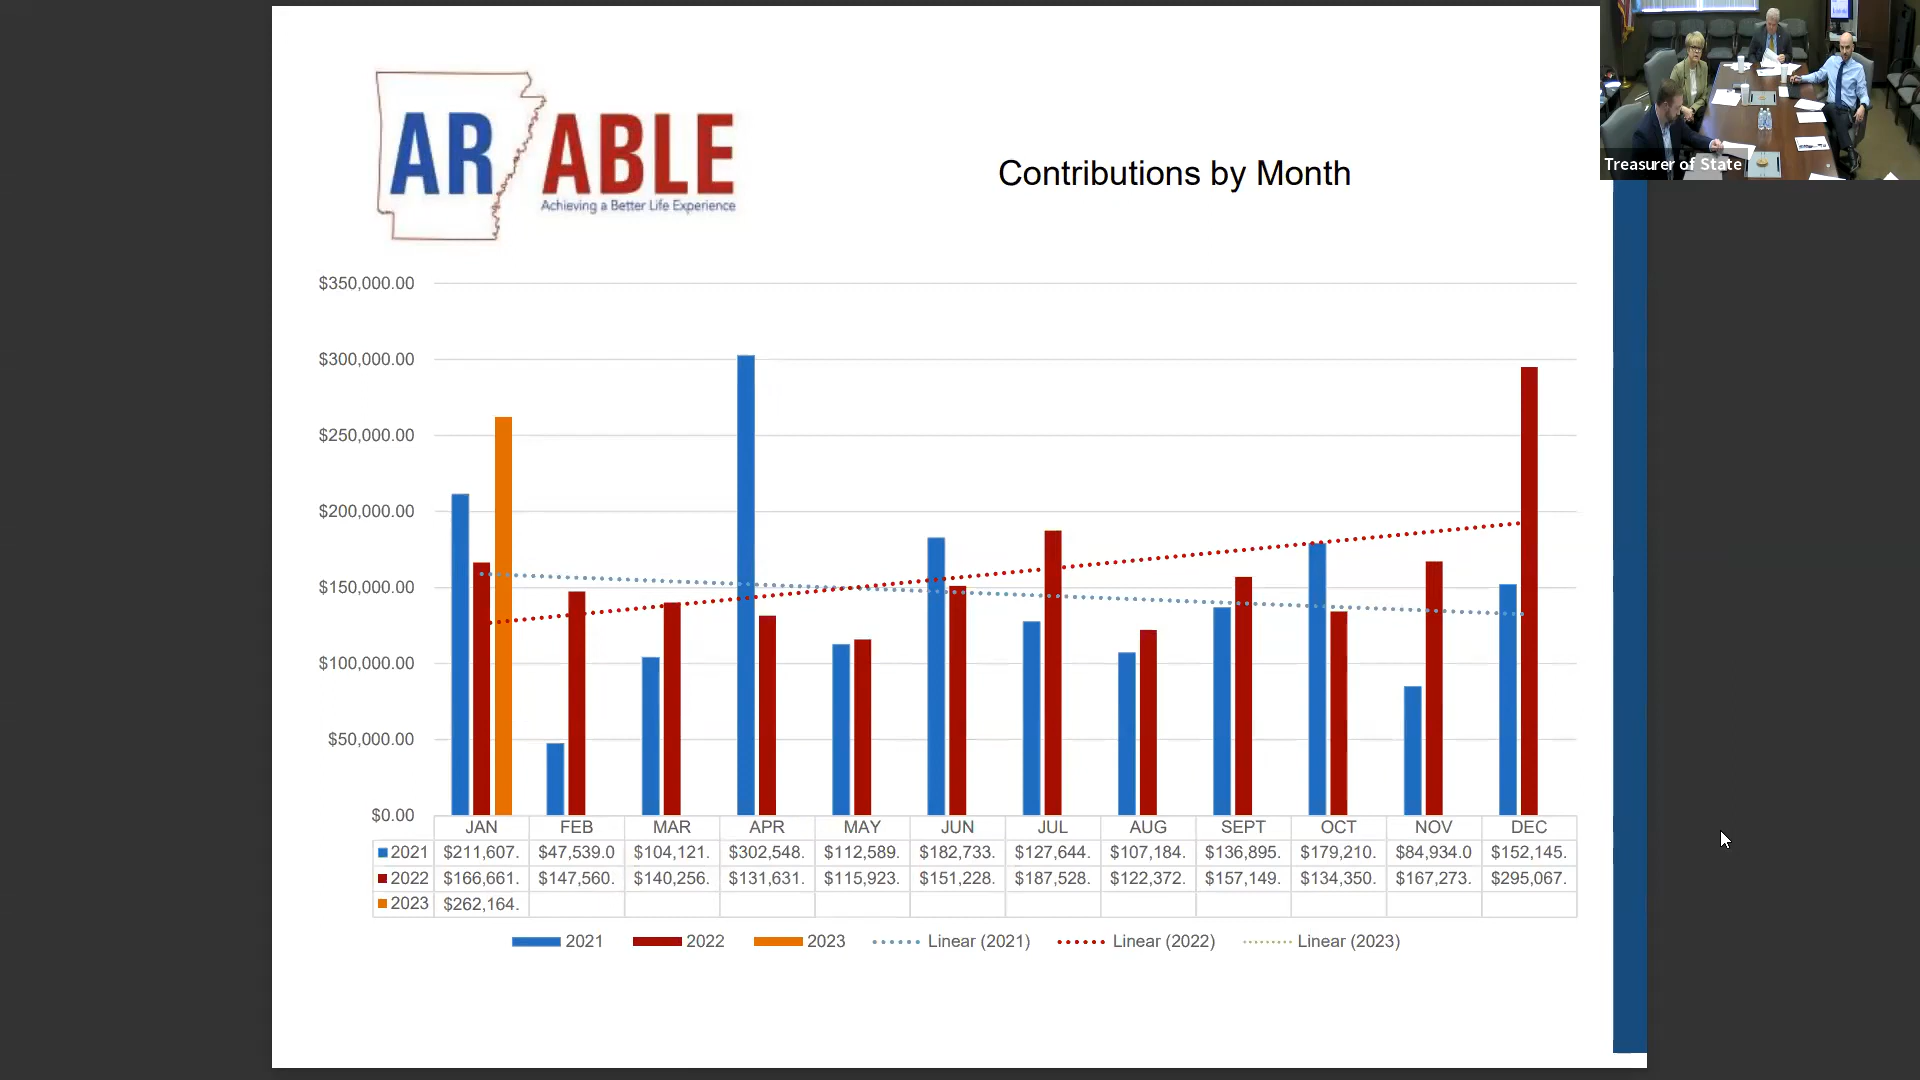 AR ABLE
Achieving a Better Life Experience
Contributions by Month
Treasurer of State
$350,000.00
$300,000.00
$250,000.00
$200,000.00
$150,000.00
$100,000.00
$50,000.00
$0.00
JAN FEB MAR APR MAY JUN JUL AUG SEPT OCT NOV DEC
2021 $211,607. $47,539.0 $104,121. $302,548. $112,589. $182,733. $127,644. $107,184. $136,895. $179,210. $84,934.0 $152,145.
2022 $166,661. $147,560. $140,256. $131,631. $115,923. $151,228. $187,528. $122,372. $157,149. $134,350. $167,273. $295,067.
2023 $262,164.
2021 2022 2023 Linear (2021) Linear (2022) Linear (2023)